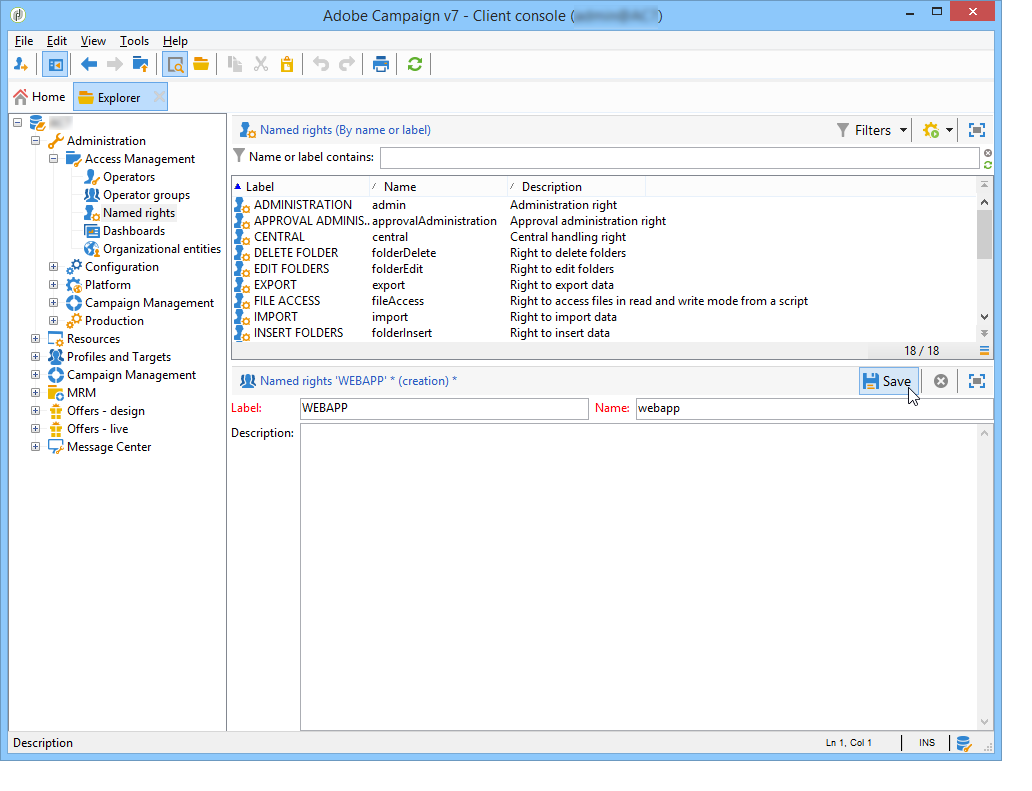 Adobe Campaign v7 - Client console ( )
File Edit View Tools Help
Home Explorer
Administration
Access Management
Operators
Operator groups
Named rights
Dashboards
Organizational entities
Configuration
Platform
Campaign Management
Production
Resources
Profiles and Targets
Campaign Management
MRM
Offers - design
Offers - live
Message Center
Named rights (By name or label) Filters
Name or label contains:
Label Name Description
ADMINISTRATION admin Administration right
APPROVAL ADMINIS.. approvalAdministration Approval administration right
CENTRAL central Central handling right
DELETE FOLDER folderDelete Right to delete folders
EDIT FOLDERS folderEdit Right to edit folders
EXPORT export Right to export data
FILE ACCESS fileAccess Right to access files in read and write mode from a script
IMPORT import Right to import data
INSERT FOLDERS folderInsert Right to insert data
18 / 18
Named rights 'WEBAPP' * (creation) * Save
Label: WEBAPP Name: webapp
Description:
Description Ln 1, Col 1 INS